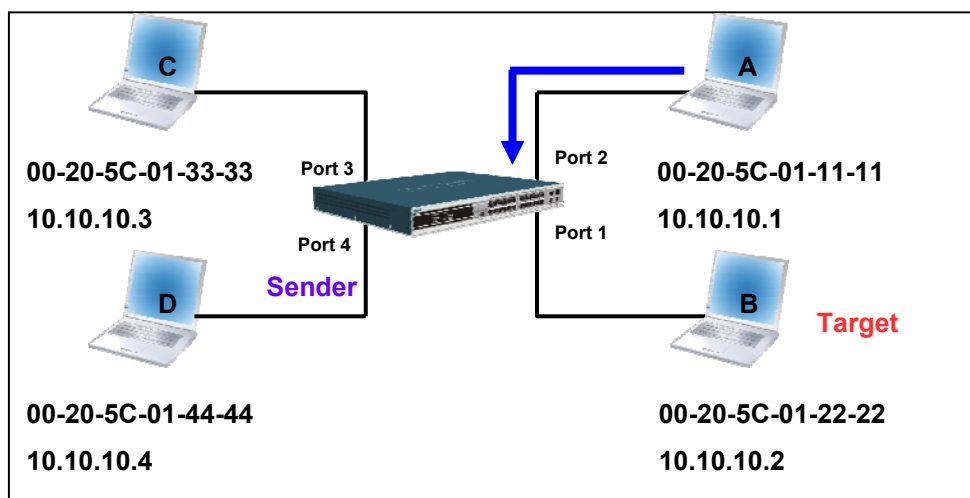 C
A
Port 3
Port 2
00-20-5C-01-33-33
00-20-5C-01-11-11
10.10.10.3
10.10.10.1
Port 4
Port 1
Sender
D
B
Target
00-20-5C-01-44-44
00-20-5C-01-22-22
10.10.10.4
10.10.10.2